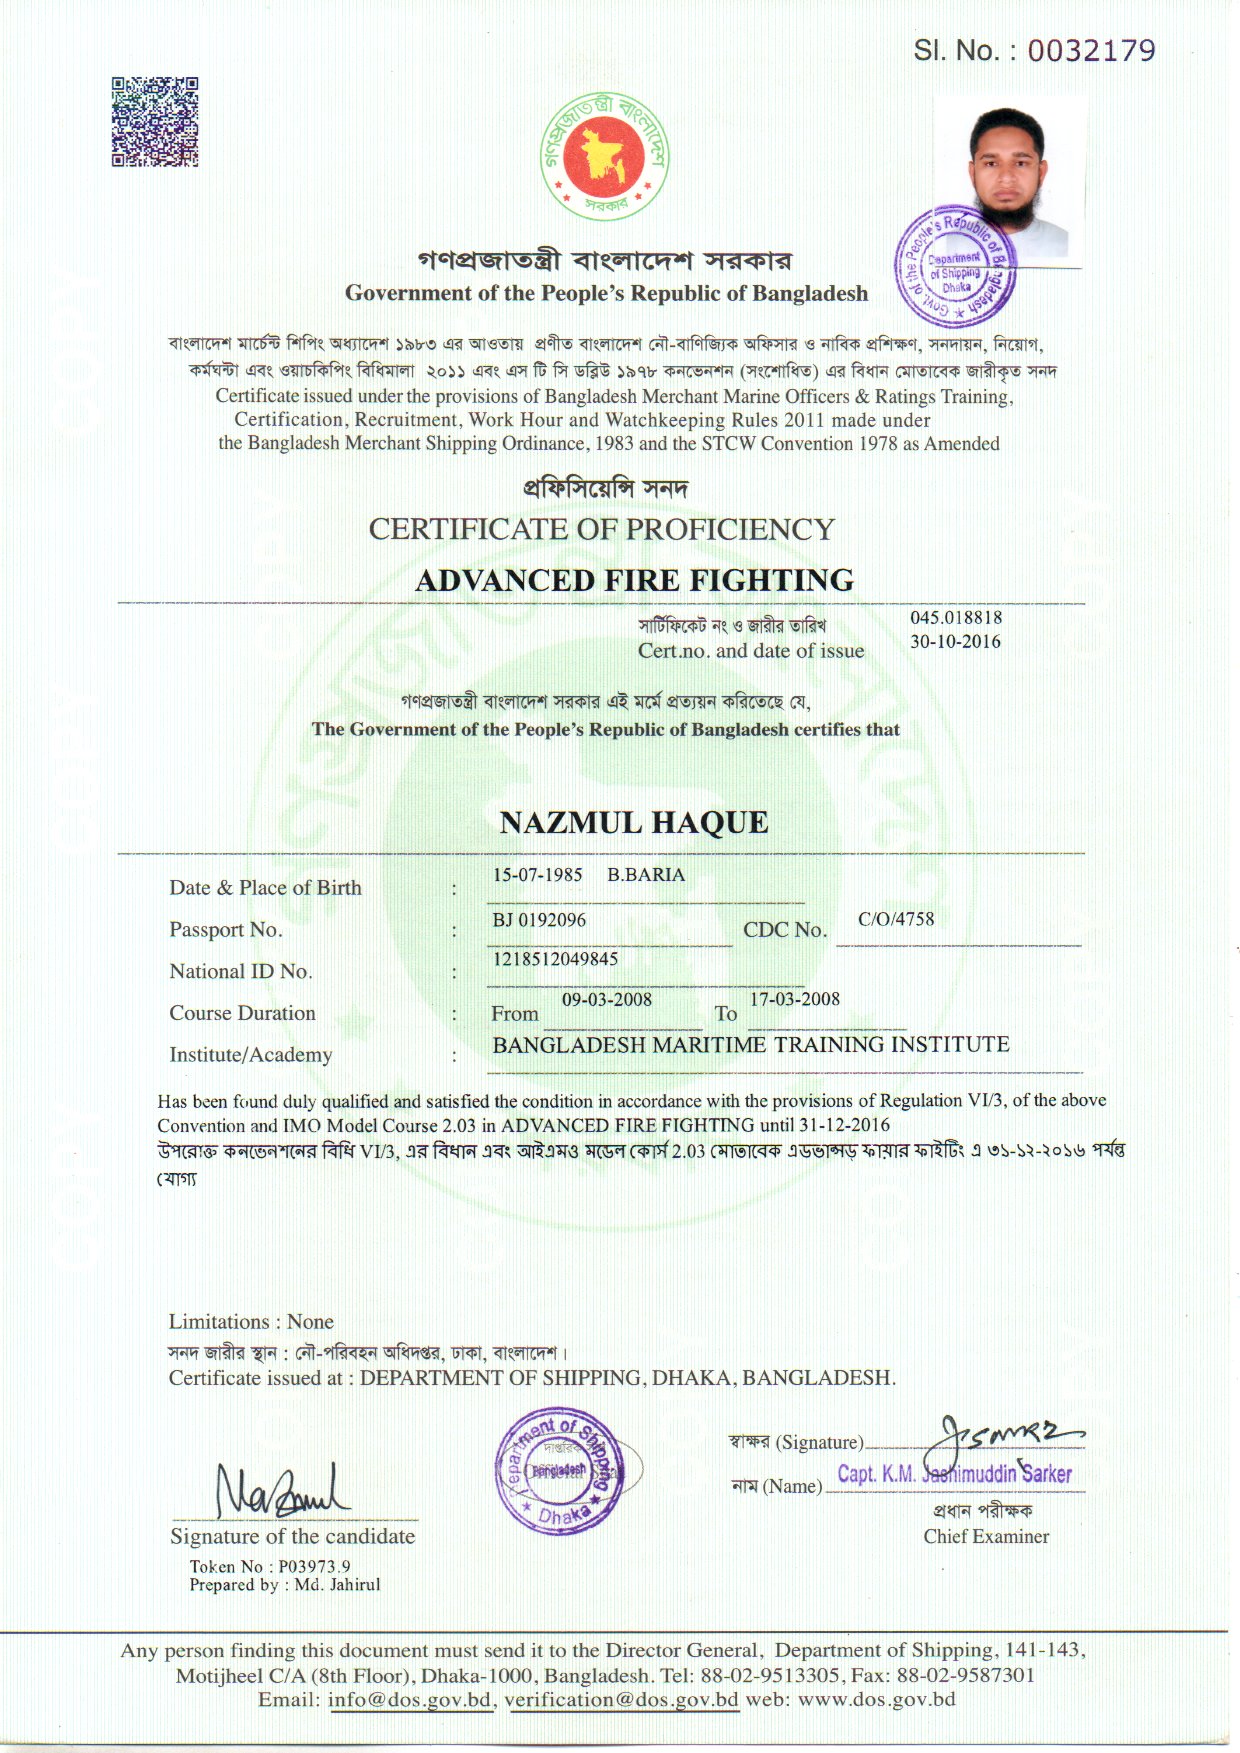 Sl. No. : 0032179
গণপ্রজাতন্ত্রী বাংলাদেশ
সরকার
Govt. of the People's Republic of Bangladesh
Department
of Shipping
Dhaka
গণপ্রজাতন্ত্রী বাংলাদেশ সরকার
Government of the People's Republic of Bangladesh
বাংলাদেশ মার্চেন্ট শিপিং অধ্যাদেশ ১৯৮৩ এর আওতায় প্রণীত বাংলাদেশ নৌ-বাণিজ্যিক অফিসার ও নাবিক প্রশিক্ষণ, সনদায়ন, নিয়োগ,
কর্মঘন্টা এবং ওয়াচকিপিং বিধিমালা ২০১১ এবং এস টি সি ডব্লিউ ১৯৭৮ কনভেনশন (সংশোধিত) এর বিধান মোতাবেক জারীকৃত সনদ
Certificate issued under the provisions of Bangladesh Merchant Marine Officers & Ratings Training,
Certification, Recruitment, Work Hour and Watchkeeping Rules 2011 made under
the Bangladesh Merchant Shipping Ordinance, 1983 and the STCW Convention 1978 as Amended
প্রফিসিয়েন্সি সনদ
CERTIFICATE OF PROFICIENCY
ADVANCED FIRE FIGHTING
সার্টিফিকেট নং ও জারীর তারিখ 045.018818
Cert.no. and date of issue 30-10-2016
গণপ্রজাতন্ত্রী বাংলাদেশ সরকার এই মর্মে প্রত্যয়ন করিতেছে যে,
The Government of the People's Republic of Bangladesh certifies that
NAZMUL HAQUE
Date & Place of Birth : 15-07-1985 B.BARIA
Passport No. : BJ 0192096 CDC No. C/O/4758
National ID No. : 1218512049845
Course Duration : From 09-03-2008 To 17-03-2008
Institute/Academy : BANGLADESH MARITIME TRAINING INSTITUTE
Has been found duly qualified and satisfied the condition in accordance with the provisions of Regulation VI/3, of the above
Convention and IMO Model Course 2.03 in ADVANCED FIRE FIGHTING until 31-12-2016
উপরোক্ত কনভেনশনের বিধি VI/3, এর বিধান এবং আইএমও মডেল কোর্স 2.03 মোতাবেক এডভান্সড ফায়ার ফাইটিং এ ৩১-১২-২০১৬ পর্যন্ত
যোগ্য
Limitations : None
সনদ জারীর স্থান : নৌ-পরিবহন অধিদপ্তর, ঢাকা, বাংলাদেশ।
Certificate issued at : DEPARTMENT OF SHIPPING, DHAKA, BANGLADESH.
Department of Shipping
Bangladesh
Dhaka
স্বাক্ষর (Signature)
নাম (Name) Capt. K.M. Jashimuddin Sarker
প্রধান পরীক্ষক
Chief Examiner
Nazmul
Signature of the candidate
Token No : P03973.9
Prepared by : Md. Jahirul
Any person finding this document must send it to the Director General, Department of Shipping, 141-143,
Motijheel C/A (8th Floor), Dhaka-1000, Bangladesh. Tel: 88-02-9513305, Fax: 88-02-9587301
Email: info@dos.gov.bd, verification@dos.gov.bd web: www.dos.gov.bd